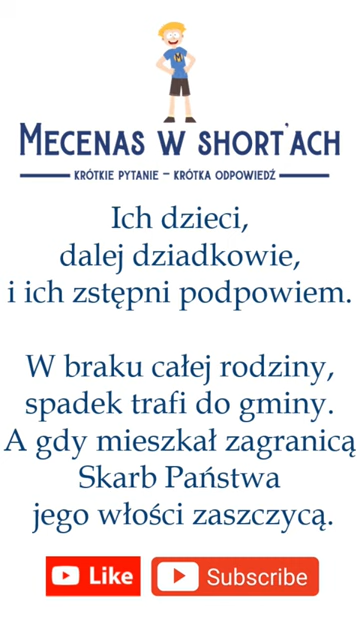 MECENAS W SHORT'ACH
KRÓTKIE PYTANIE – KRÓTKA ODPOWIEDŹ
Ich dzieci,
dalej dziadkowie,
i ich zstępni podpowiem.
W braku całej rodziny,
spadek trafi do gminy.
A gdy mieszkał zagranicą
Skarb Państwa
jego włości zaszczycą.
Like
Subscribe